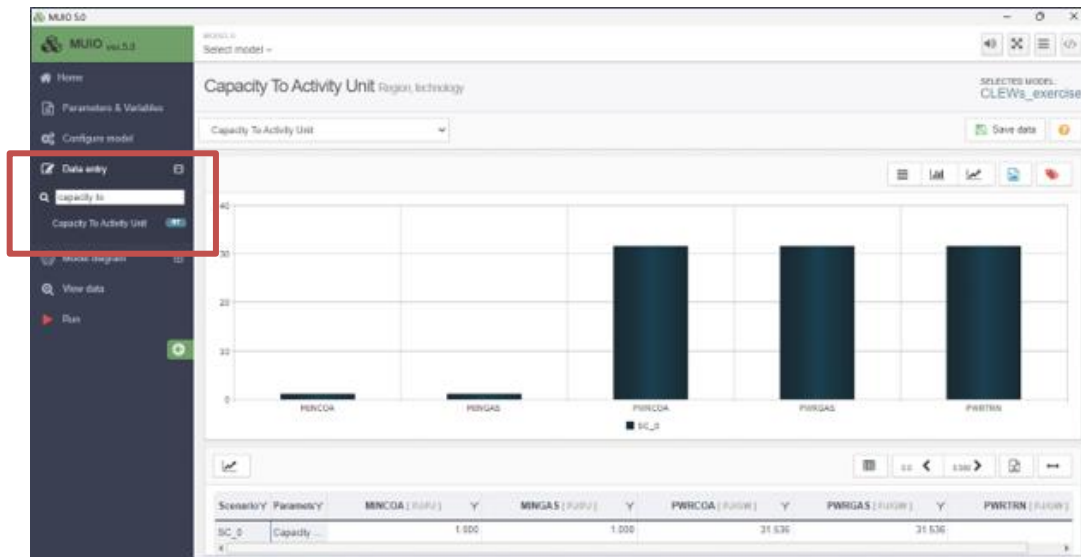 MUIO 5.0
MUIO ver.5.0
Select model
Home
Parameters & Variables
Configure model
Data entry
capacity to
Capacity To Activity Unit RT
Model diagram
View data
Run
Capacity To Activity Unit Region, technology
SELECTED MODEL:
CLEWs_exercise
Capacity To Activity Unit
Save data
40
30
20
10
0
MINCOA MINGAS PWRCOA PWRGAS PWRTRN
SC_0
Scenario Parameter MINCOA MINGAS PWRCOA PWRGAS PWRTRN
SC_0 Capacity ... 1.000 1.000 31.536 31.536